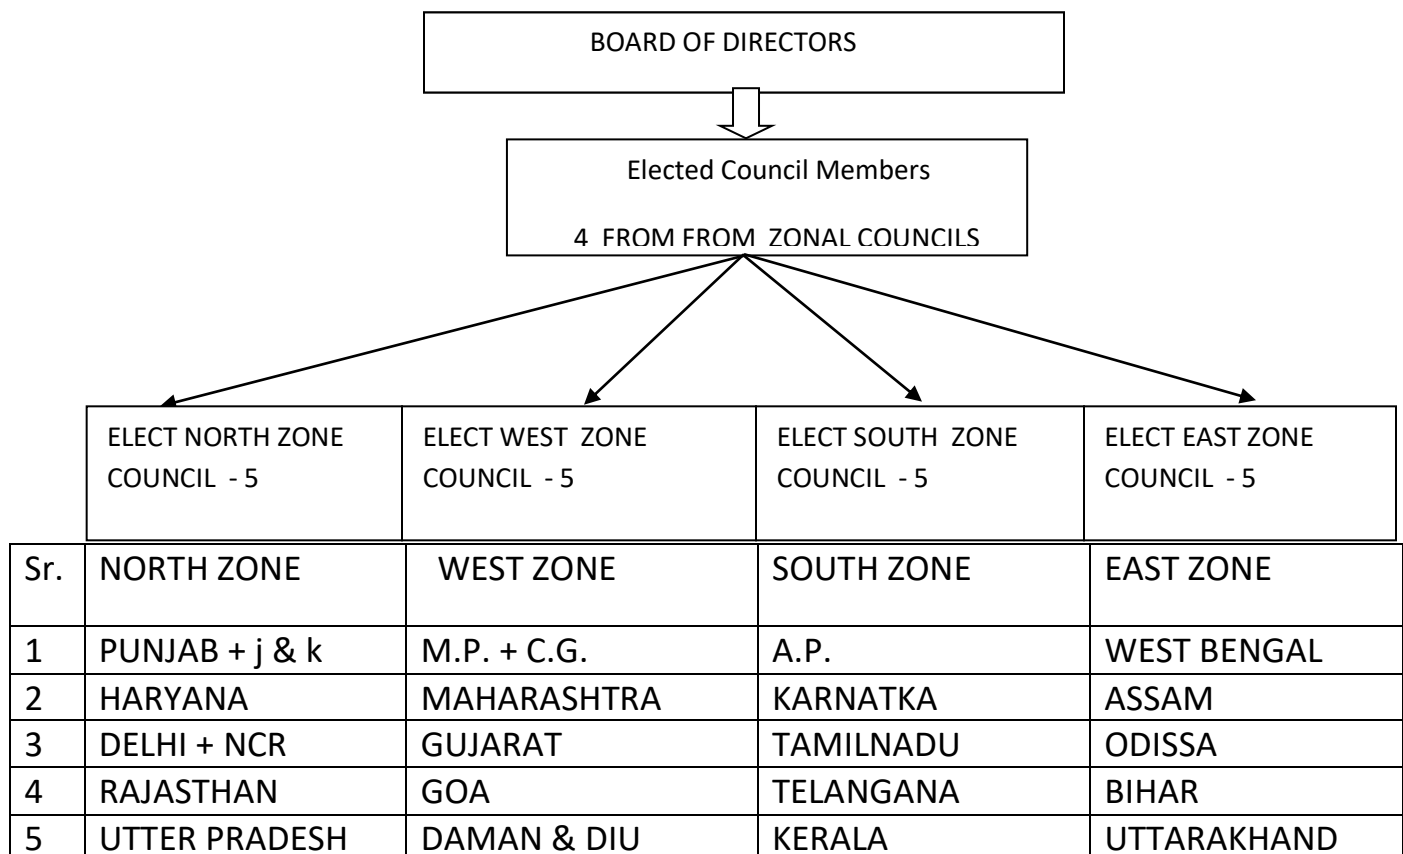 BOARD OF DIRECTORS
Elected Council Members
4 FROM FROM ZONAL COUNCILS
ELECT NORTH ZONE
COUNCIL - 5
ELECT WEST ZONE
COUNCIL - 5
ELECT SOUTH ZONE
COUNCIL - 5
ELECT EAST ZONE
COUNCIL - 5
Sr. NORTH ZONE WEST ZONE SOUTH ZONE EAST ZONE
1 PUNJAB + j & k M.P. + C.G. A.P. WEST BENGAL
2 HARYANA MAHARASHTRA KARNATKA ASSAM
3 DELHI + NCR GUJARAT TAMILNADU ODISSA
4 RAJASTHAN GOA TELANGANA BIHAR
5 UTTER PRADESH DAMAN & DIU KERALA UTTARAKHAND